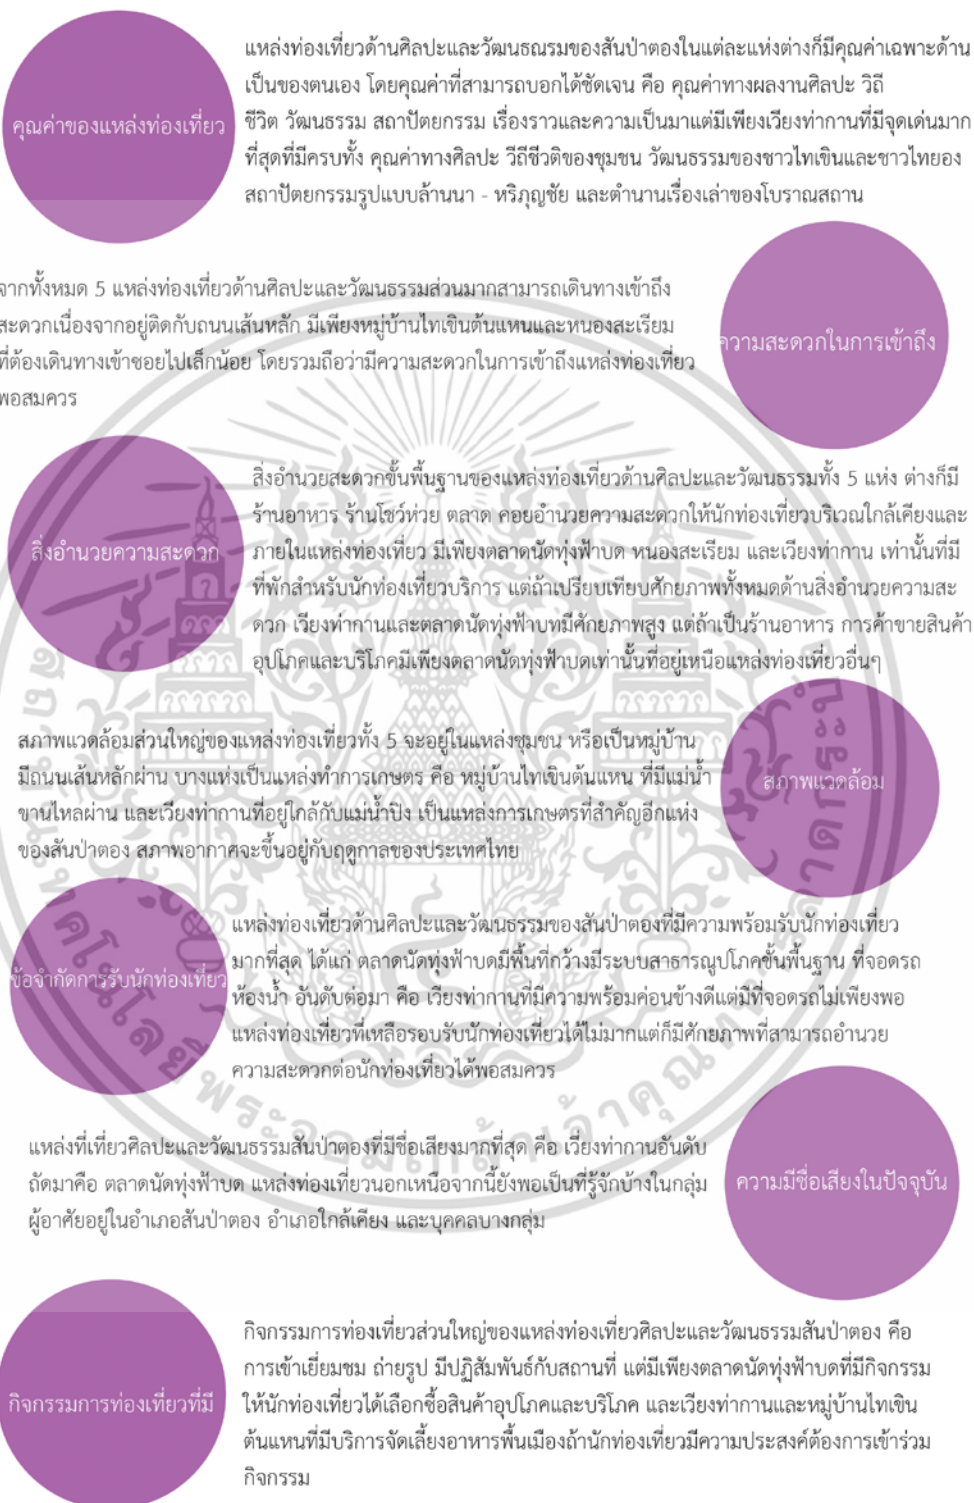 คุณค่าของแหล่งท่องเที่ยว
แหล่งท่องเที่ยวด้านศิลปะและวัฒนธณรมของสันป่าตองในแต่ละแห่งต่างก็มีคุณค่าเฉพาะด้าน
เป็นของตนเอง โดยคุณค่าที่สามารถบอกได้ชัดเจน คือ คุณค่าทางผลงานศิลปะ วิถี
ชีวิต วัฒนธรรม สถาปัตยกรรม เรื่องราวและความเป็นมาแต่มีเพียงเวียงท่ากานที่มีจุดเด่นมาก
ที่สุดที่มีครบทั้ง คุณค่าทางศิลปะ วีถีชีวติของชุมชน วัฒนธรรมของชาวไทเขินและชาวไทยอง
สถาปัตยกรรมรูปแบบล้านนา - หริภุญชัย และตำนานเรื่องเล่าของโบราณสถาน
จากทั้งหมด 5 แหล่งท่องเที่ยวด้านศิลปะและวัฒนธรรมส่วนมากสามารถเดินทางเข้าถึง
สะดวกเนื่องจากอยู่ติดกับถนนเส้นหลัก มีเพียงหมู่บ้านไทเขินต้นแหนและหนองสะเรียม
ที่ต้องเดินทางเข้าซอยไปเล็กน้อย โดยรวมถือว่ามีความสะดวกในการเข้าถึงแหล่งท่องเที่ยว
พอสมควร
ความสะดวกในการเข้าถึง
สิ่งอำนวยความสะดวก
สิ่งอำนวยสะดวกขั้นพื้นฐานของแหล่งท่องเที่ยวด้านศิลปะและวัฒนธรรมทั้ง 5 แห่ง ต่างก็มี
ร้านอาหาร ร้านโชว์ห่วย ตลาด คอยอำนวยความสะดวกให้นักท่องเที่ยวบริเวณใกล้เคียงและ
ภายในแหล่งท่องเที่ยว มีเพียงตลาดนัดทุ่งฟ้าบด หนองสะเรียม และเวียงท่ากาน เท่านั้นที่มี
ที่พักสำหรับนักท่องเที่ยวบริการ แต่ถ้าเปรียบเทียบศักยภาพทั้งหมดด้านสิ่งอำนวยความสะ
ดวก เวียงท่ากานและตลาดนัดทุ่งฟ้าบทมีศักยภาพสูง แต่ถ้าเป็นร้านอาหาร การค้าขายสินค้า
อุปโภคและบริโภคมีเพียงตลาดนัดทุ่งฟ้าบดเท่านั้นที่อยู่เหนือแหล่งท่องเที่ยวอื่นๆ
สภาพแวดล้อมส่วนใหญ่ของแหล่งท่องเที่ยวทั้ง 5 จะอยู่ในแหล่งชุมชน หรือเป็นหมู่บ้าน
มีถนนเส้นหลักผ่าน บางแห่งเป็นแหล่งทำการเกษตร คือ หมู่บ้านไทเขินต้นแหน ที่มีแม่น้ำ
ขานไหลผ่าน และเวียงท่ากานที่อยู่ใกล้กับแม่น้ำปิง เป็นแหล่งการเกษตรที่สำคัญอีกแห่ง
ของสันป่าตอง สภาพอากาศจะขึ้นอยู่กับฤดูกาลของประเทศไทย
สภาพแวดล้อม
ข้อจำกัดการรับนักท่องเที่ยว
แหล่งท่องเที่ยวด้านศิลปะและวัฒนธรรมของสันป่าตองที่มีความพร้อมรับนักท่องเที่ยว
มากที่สุด ได้แก่ ตลาดนัดทุ่งฟ้าบดมีพื้นที่กว้างมีระบบสาธารณูปโภคขั้นพื้นฐาน ที่จอดรถ
ห้องน้ำ อันดับต่อมา คือ เวียงท่ากานที่มีความพร้อมค่อนข้างดีแต่มีที่จอดรถไม่เพียงพอ
แหล่งท่องเที่ยวที่เหลือรอบรับนักท่องเที่ยวได้ไม่มากแต่ก็มีศักยภาพที่สามารถอำนวย
ความสะดวกต่อนักท่องเที่ยวได้พอสมควร
แหล่งที่เที่ยวศิลปะและวัฒนธรรมสันป่าตองที่มีชื่อเสียงมากที่สุด คือ เวียงท่ากานอันดับ
ถัดมาคือ ตลาดนัดทุ่งฟ้าบด แหล่งท่องเที่ยวนอกเหนือจากนี้ยังพอเป็นที่รู้จักบ้างในกลุ่ม
ผู้อาศัยอยู่ในอำเภอสันป่าตอง อำเภอใกล้เคียง และบุคคลบางกลุ่ม
ความมีชื่อเสียงในปัจจุบัน
กิจกรรมการท่องเที่ยวที่มี
กิจกรรมการท่องเที่ยวส่วนใหญ่ของแหล่งท่องเที่ยวศิลปะและวัฒนธรรมสันป่าตอง คือ
การเข้าเยี่ยมชม ถ่ายรูป มีปฏิสัมพันธ์กับสถานที่ แต่มีเพียงตลาดนัดทุ่งฟ้าบดที่มีกิจกรรม
ให้นักท่องเที่ยวได้เลือกซื้อสินค้าอุปโภคและบริโภค และเวียงท่ากานและหมู่บ้านไทเขิน
ต้นแหนที่มีบริการจัดเลี้ยงอาหารพื้นเมืองถ้านักท่องเที่ยวมีความประสงค์ต้องการเข้าร่วม
กิจกรรม